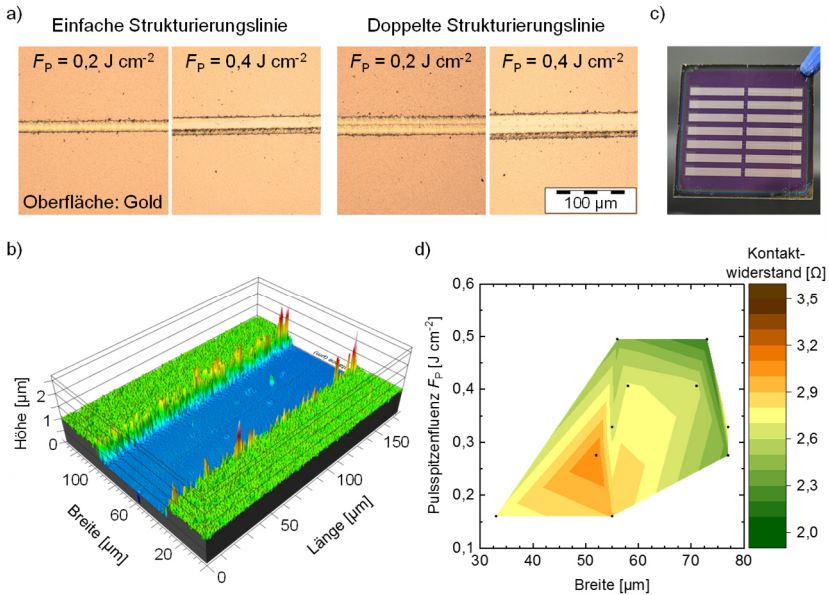 a)
Einfache Strukturierungslinie
Doppelte Strukturierungslinie
c)
F_P = 0,2 J cm⁻²
F_P = 0,4 J cm⁻²
F_P = 0,2 J cm⁻²
F_P = 0,4 J cm⁻²
Oberfläche: Gold
100 µm
b)
Höhe [µm]
2
1
0
100
60
20
Breite [µm]
0
50
100
150
Länge [µm]
d)
Kontakt-
widerstand [Ω]
3,5
3,2
2,9
2,6
2,3
2,0
Pulsspitzenfluenz F_P [J cm⁻²]
0,6
0,5
0,4
0,3
0,2
0,1
30
40
50
60
70
80
Breite [µm]